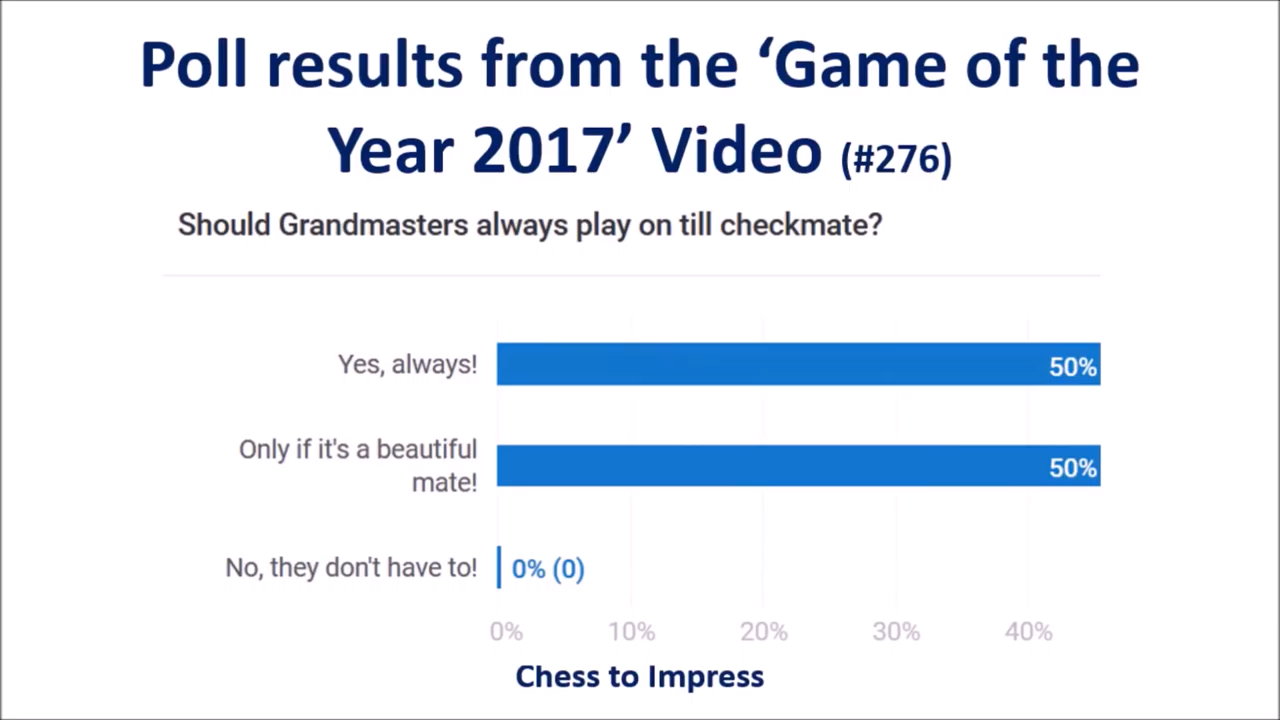 Poll results from the ‘Game of the
Year 2017’ Video (#276)
Should Grandmasters always play on till checkmate?
Yes, always!
50%
Only if it's a beautiful
mate!
50%
No, they don't have to!
0% (0)
0% 10% 20% 30% 40%
Chess to Impress